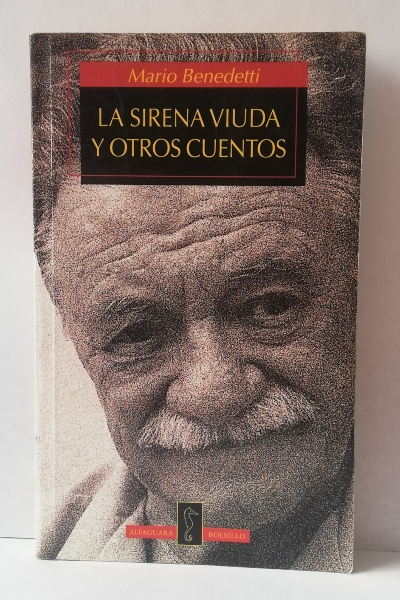 Mario Benedetti
LA SIRENA VIUDA
Y OTROS CUENTOS
ALFAGUARA BOLSILLO